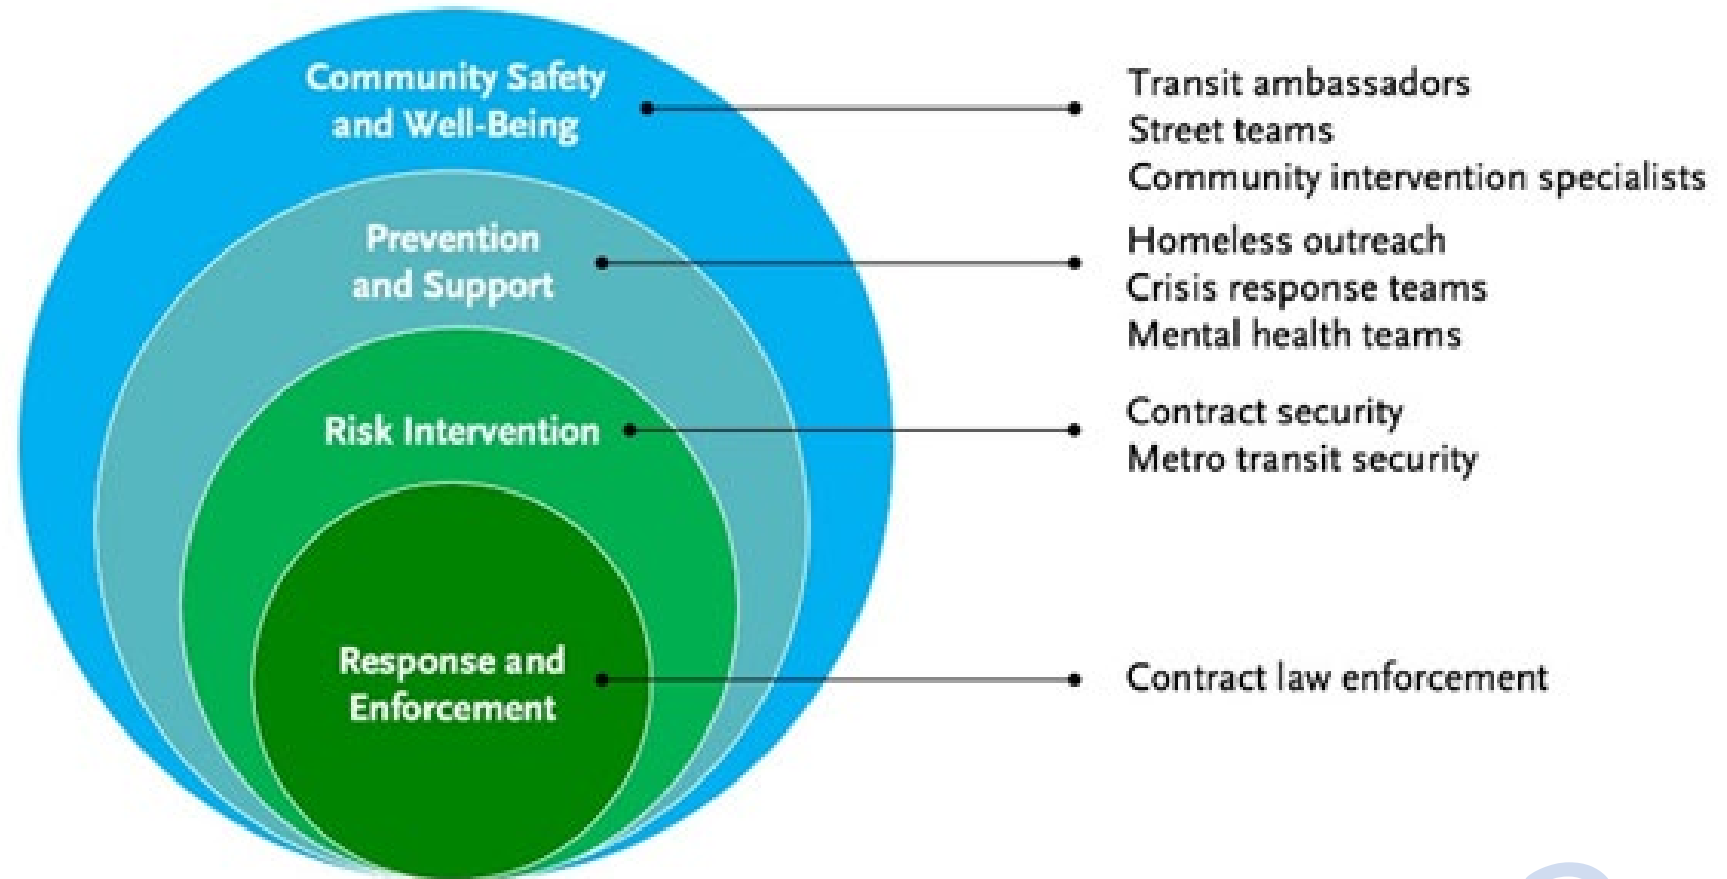 Community Safety
and Well-Being
Transit ambassadors
Street teams
Community intervention specialists
Prevention
and Support
Homeless outreach
Crisis response teams
Mental health teams
Risk Intervention
Contract security
Metro transit security
Response and
Enforcement
Contract law enforcement